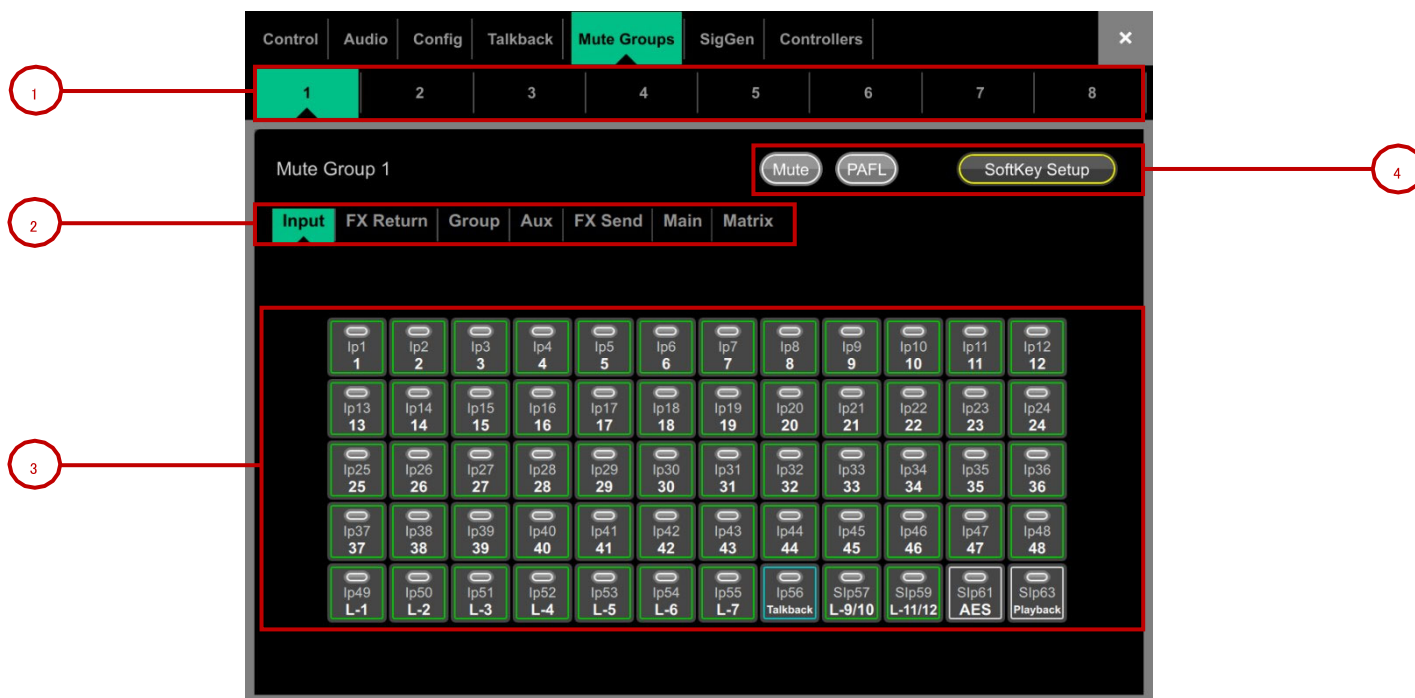 Control Audio Config Talkback Mute Groups SigGen Controllers ×
1 1 2 3 4 5 6 7 8
Mute Group 1 Mute PAFL SoftKey Setup 4
2 Input FX Return Group Aux FX Send Main Matrix
Ip1 Ip2 Ip3 Ip4 Ip5 Ip6 Ip7 Ip8 Ip9 Ip10 Ip11 Ip12
1 2 3 4 5 6 7 8 9 10 11 12
Ip13 Ip14 Ip15 Ip16 Ip17 Ip18 Ip19 Ip20 Ip21 Ip22 Ip23 Ip24
13 14 15 16 17 18 19 20 21 22 23 24
3 Ip25 Ip26 Ip27 Ip28 Ip29 Ip30 Ip31 Ip32 Ip33 Ip34 Ip35 Ip36
25 26 27 28 29 30 31 32 33 34 35 36
Ip37 Ip38 Ip39 Ip40 Ip41 Ip42 Ip43 Ip44 Ip45 Ip46 Ip47 Ip48
37 38 39 40 41 42 43 44 45 46 47 48
Ip49 Ip50 Ip51 Ip52 Ip53 Ip54 Ip55 Ip56 SIp57 SIp59 SIp61 SIp63
L-1 L-2 L-3 L-4 L-5 L-6 L-7 Talkback L-9/10 L-11/12 AES Playback